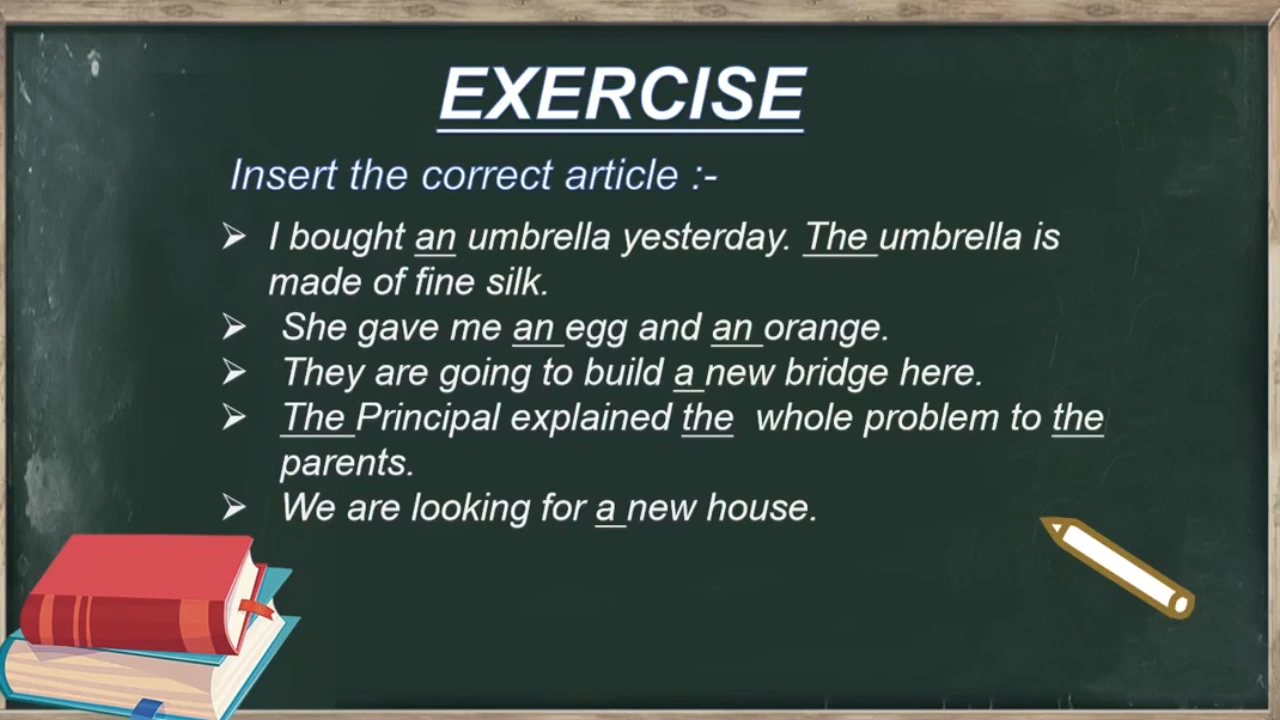 EXERCISE
Insert the correct article :-
➢ I bought an umbrella yesterday. The umbrella is
made of fine silk.
➢ She gave me an egg and an orange.
➢ They are going to build a new bridge here.
➢ The Principal explained the whole problem to the
parents.
➢ We are looking for a new house.